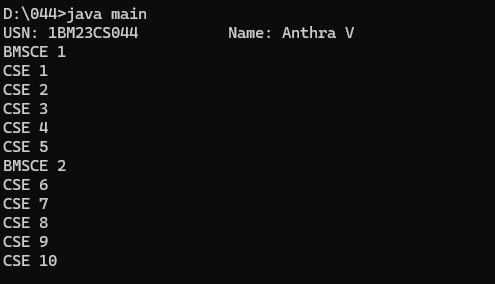 D:\044>java main
USN: 1BM23CS044          Name: Anthra V
BMSCE 1
CSE 1
CSE 2
CSE 3
CSE 4
CSE 5
BMSCE 2
CSE 6
CSE 7
CSE 8
CSE 9
CSE 10